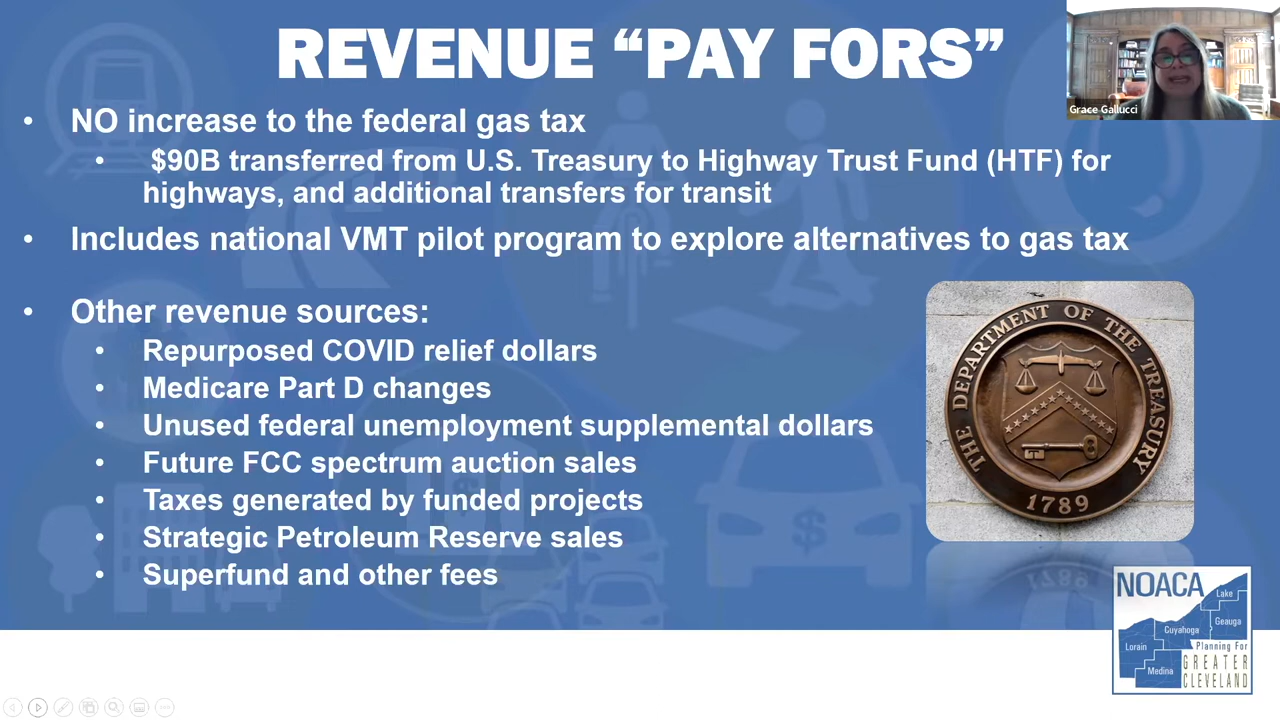 REVENUE “PAY FORS”
Grace Gallucci
• NO increase to the federal gas tax
• $90B transferred from U.S. Treasury to Highway Trust Fund (HTF) for
highways, and additional transfers for transit
• Includes national VMT pilot program to explore alternatives to gas tax
• Other revenue sources:
• Repurposed COVID relief dollars
• Medicare Part D changes
• Unused federal unemployment supplemental dollars
• Future FCC spectrum auction sales
• Taxes generated by funded projects
• Strategic Petroleum Reserve sales
• Superfund and other fees
THE DEPARTMENT OF THE TREASURY
1789
$
NOACA
Lake
Geauga
Cuyahoga
Lorain
Medina
Planning For
GREATER
CLEVELAND